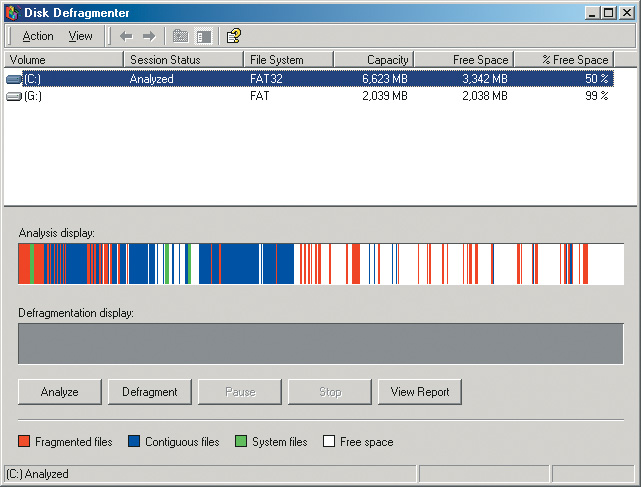 Disk Defragmenter
Action View
Volume Session Status File System Capacity Free Space % Free Space
(C:) Analyzed FAT32 6,623 MB 3,342 MB 50 %
(G:) FAT 2,039 MB 2,038 MB 99 %
Analysis display:
Defragmentation display:
Analyze Defragment Pause Stop View Report
Fragmented files Contiguous files System files Free space
(C:) Analyzed